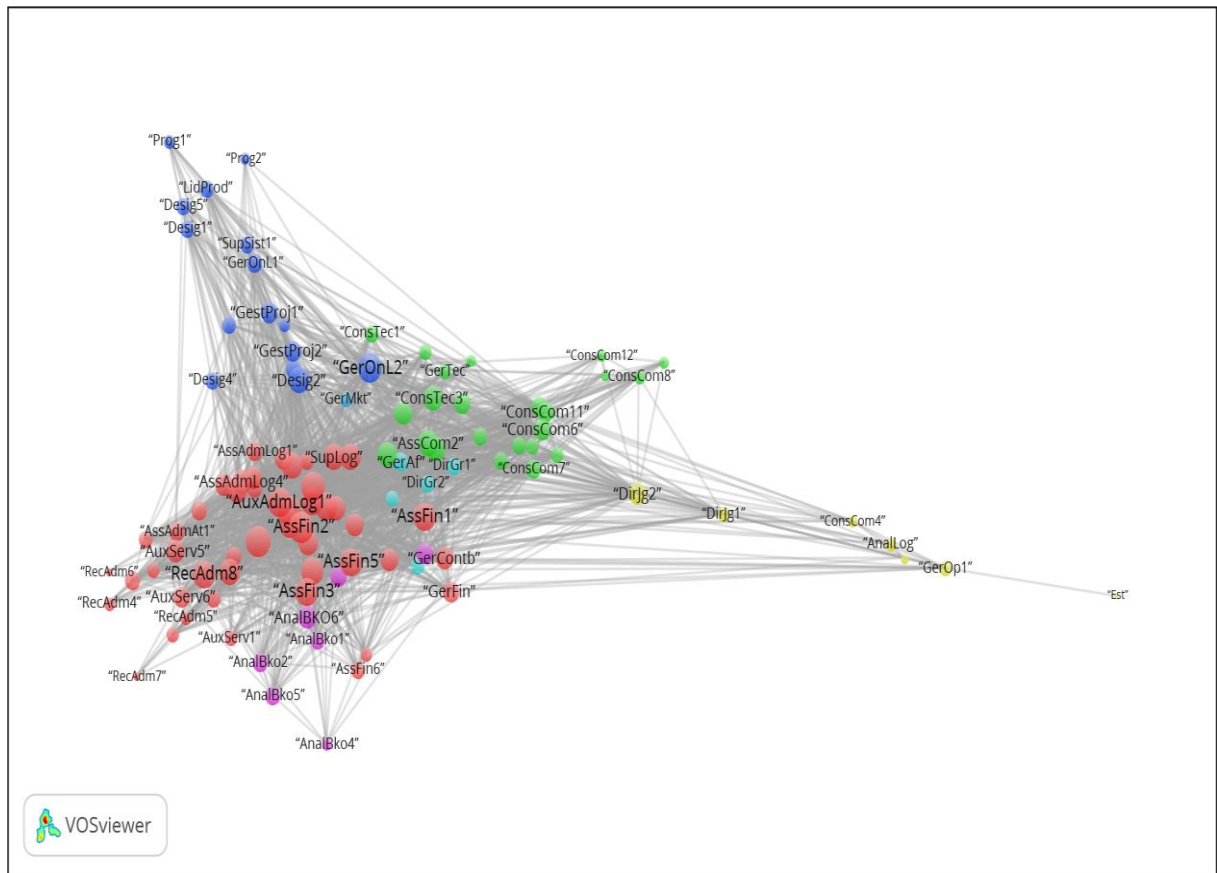 “Prog1”
“Prog2”
“LidProd”
“Desig5”
“Desig1”
“SupSist1”
“GerOnL1”
“GestProj1”
“ConsTec1”
“GestProj2”
“ConsCom12”
“GerOnL2”
“GerTec”
“ConsCom8”
“Desig4”
“Desig2”
“GerMkt”
“ConsTec3”
“ConsCom11”
“ConsCom6”
“AssCom2”
“AssAdmLog1”
“SupLog”
“GerAf”
“DirGr1”
“ConsCom7”
“AssAdmLog4”
“DirGr2”
“DirJg2”
“AuxAdmLog1”
“DirJg1”
“AssFin1”
“ConsCom4”
“AssFin2”
“AssAdmAt1”
“AnalLog”
“AuxServ5”
“GerContb”
“AssFin5”
“GerOp1”
“RecAdm6”
“RecAdm8”
“AssFin3”
“GerFin”
“Est”
“AuxServ6”
“RecAdm4”
“RecAdm5”
“AnalBKO6”
“AuxServ1”
“AnalBko1”
“AnalBko2”
“AssFin6”
“RecAdm7”
“AnalBko5”
“AnalBko4”
VOSviewer